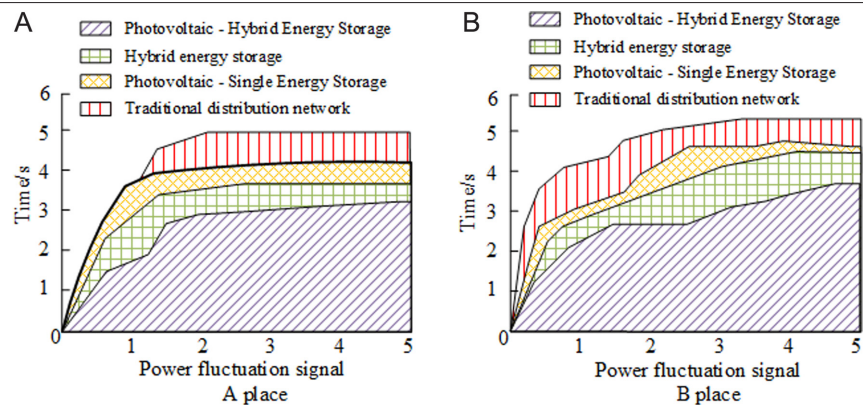 A
Photovoltaic - Hybrid Energy Storage
Hybrid energy storage
Photovoltaic - Single Energy Storage
Traditional distribution network
6
5
4
3
2
1
0
Time/s
1 2 3 4 5
Power fluctuation signal
A place
B
Photovoltaic - Hybrid Energy Storage
Hybrid energy storage
Photovoltaic - Single Energy Storage
Traditional distribution network
6
5
4
3
2
1
0
Time/s
1 2 3 4 5
Power fluctuation signal
B place